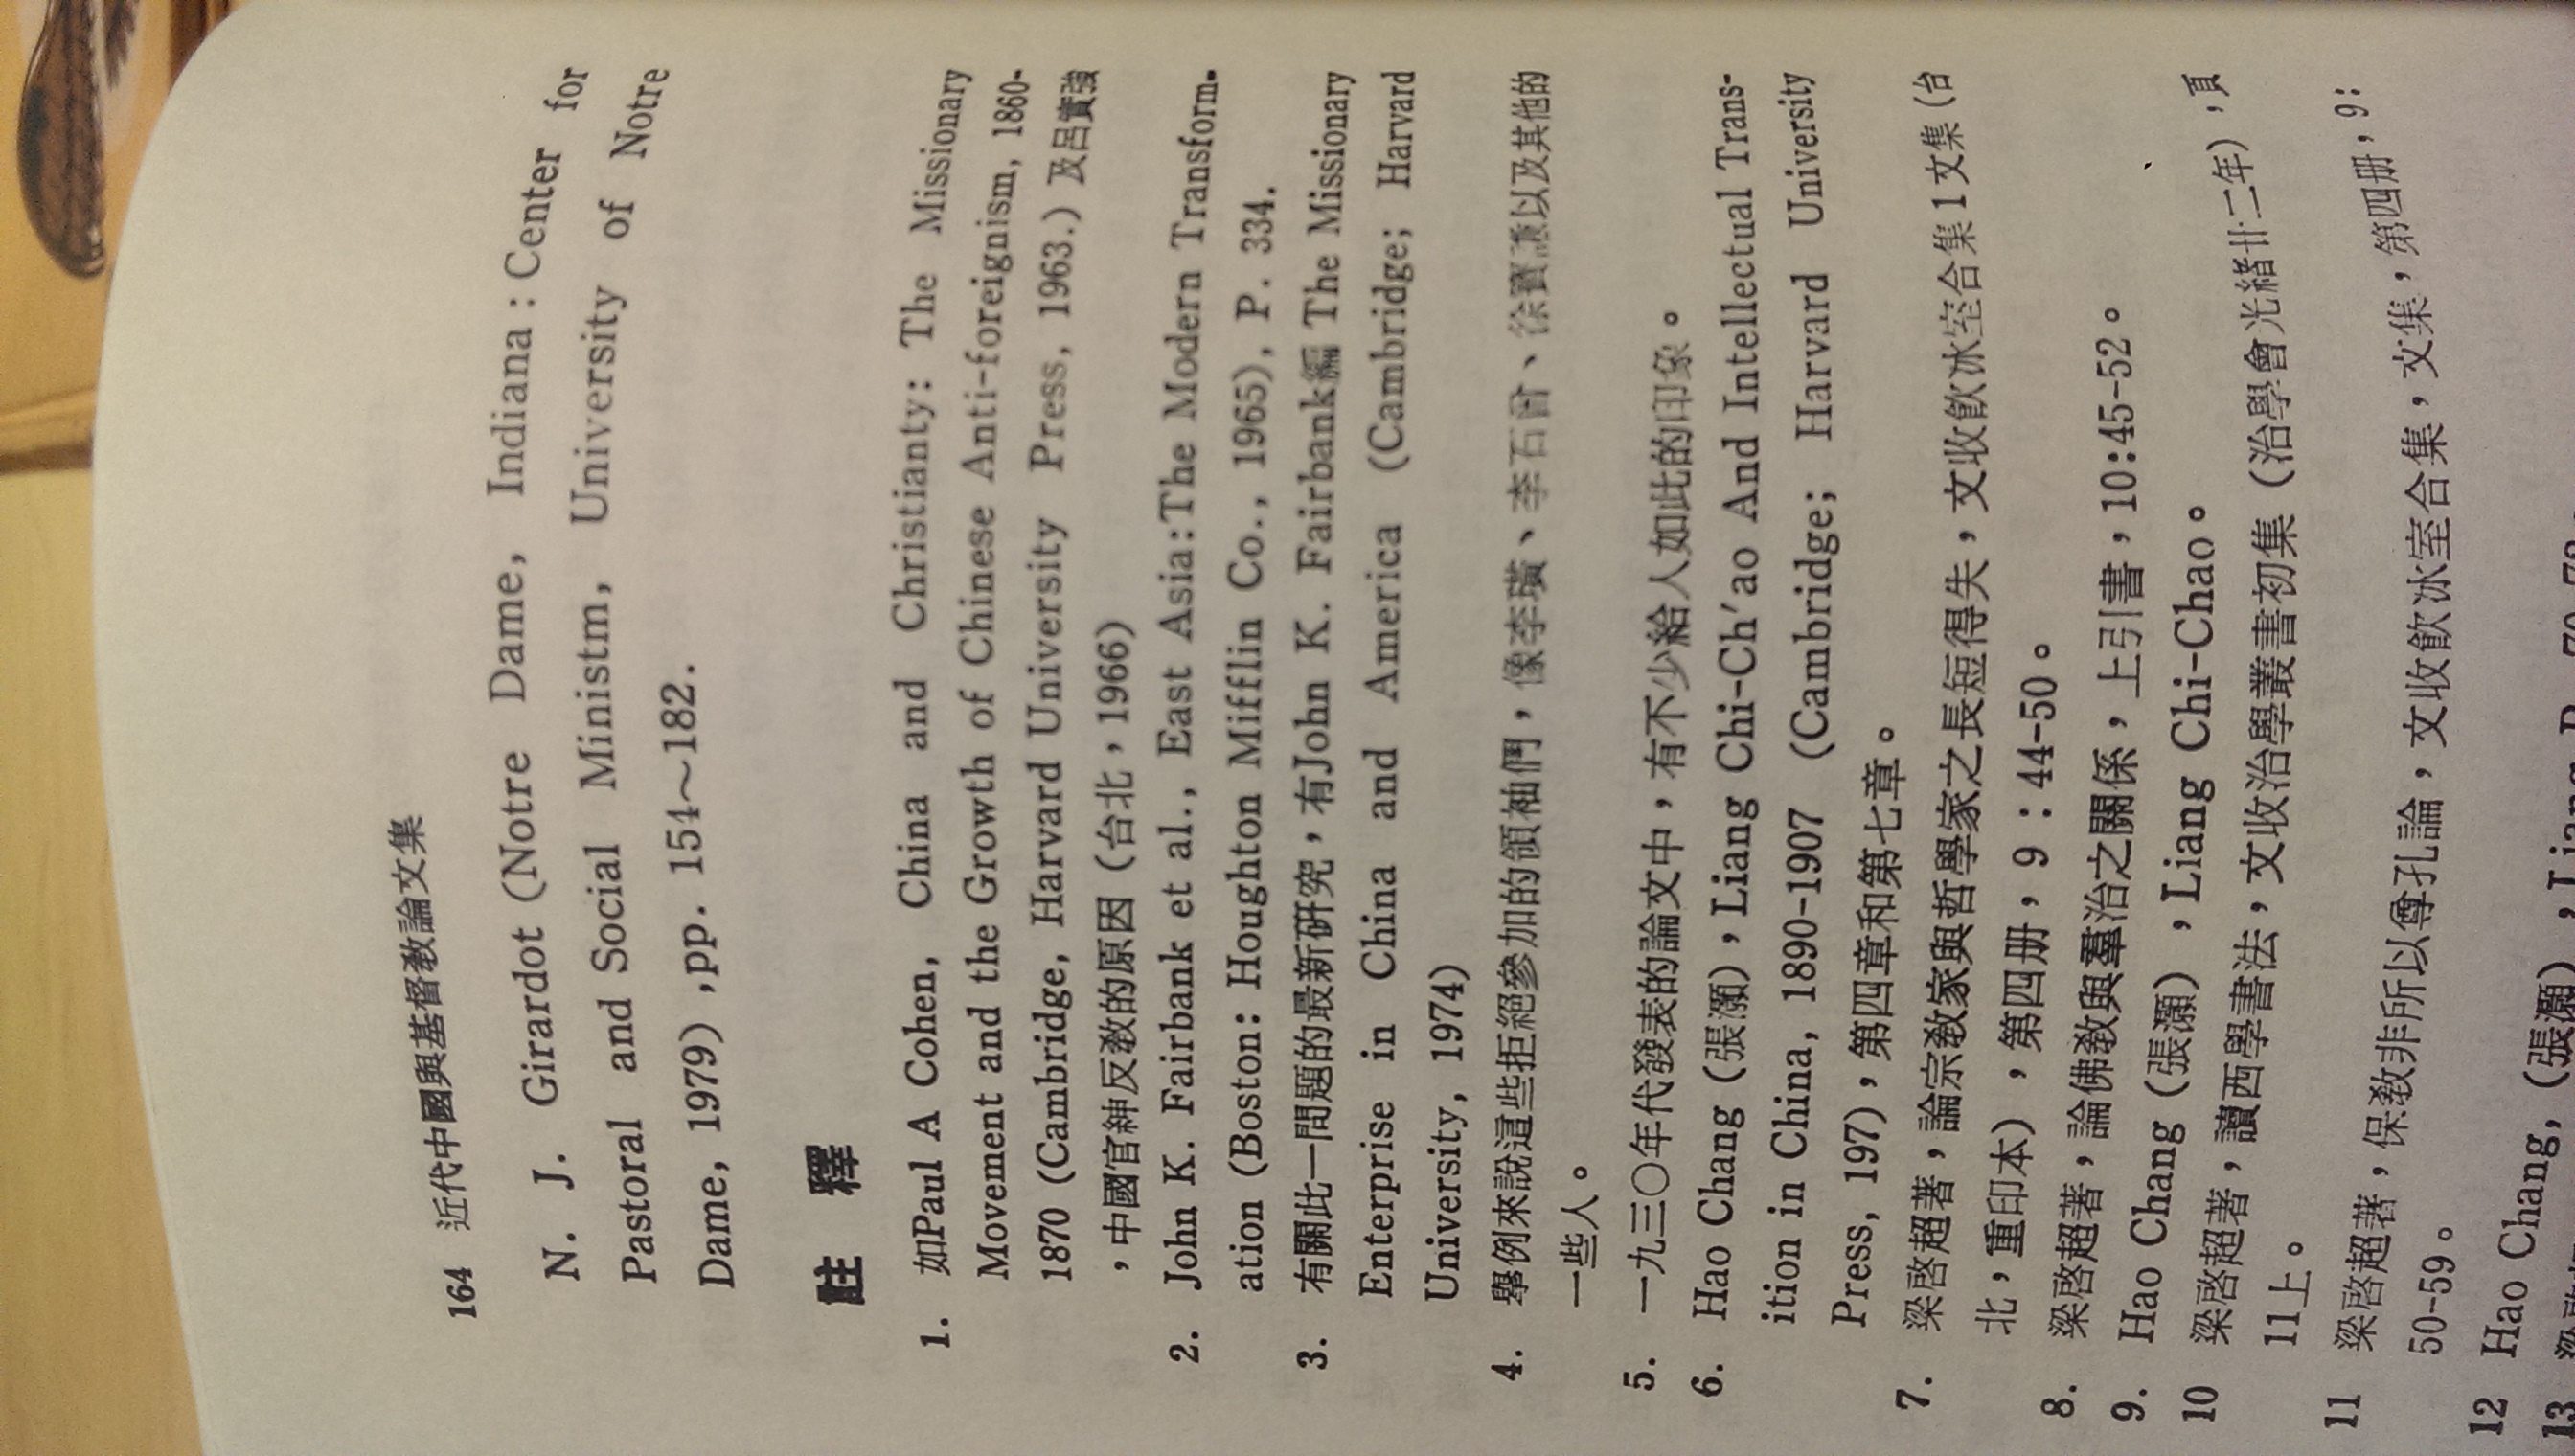 164 近代中國與基督教論文集
N. J. Girardot (Notre Dame, Indiana : Center for
Pastoral and Social Ministm, University of Notre
Dame, 1979) ,pp. 154～182.
註 釋
1. 如Paul A Cohen, China and Christianty: The Missionary
Movement and the Growth of Chinese Anti-foreignism, 1860-
1870 (Cambridge, Harvard University Press, 1963.) 及呂實強
，中國官紳反教的原因（台北，1966）
2. John K. Fairbank et al., East Asia:The Modern Transform-
ation (Boston: Houghton Mifflin Co., 1965), P. 334.
3. 有關此一問題的最新研究，有John K. Fairbank編 The Missionary
Enterprise in China and America (Cambridge; Harvard
University, 1974)
4. 舉例來說這些拒絕參加的領袖們，像李璜、李石曾、徐寶謙以及其他的
一些人。
5. 一九三〇年代發表的論文中，有不少給人如此的印象。
6. Hao Chang (張灝)，Liang Chi-Ch'ao And Intellectual Trans-
ition in China, 1890-1907 (Cambridge; Harvard University
Press, 197)，第四章和第七章。
7. 梁啓超著，論宗教家與哲學家之長短得失，文收飲冰室合集1文集（台
北，重印本），第四册，9：44-50。
8. 梁啓超著，論佛教與羣治之關係，上引書，10:45-52。
9. Hao Chang (張灝)，Liang Chi-Chao。
10 梁啓超著，讀西學書法，文收治學叢書初集（治學會光緒廿二年），頁
11上。
11 梁啓超著，保教非所以尊孔論，文收飲冰室合集，文集，第四册，9：
50-59。
12 Hao Chang, (張灝)，Liang
13